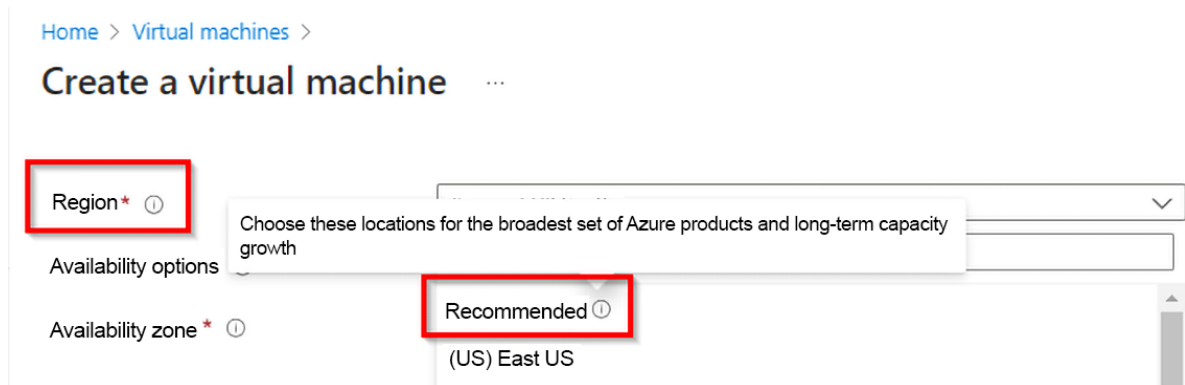 Home > Virtual machines >
Create a virtual machine ...
Region*
Choose these locations for the broadest set of Azure products and long-term capacity
growth
Availability options
Recommended
Availability zone *
(US) East US